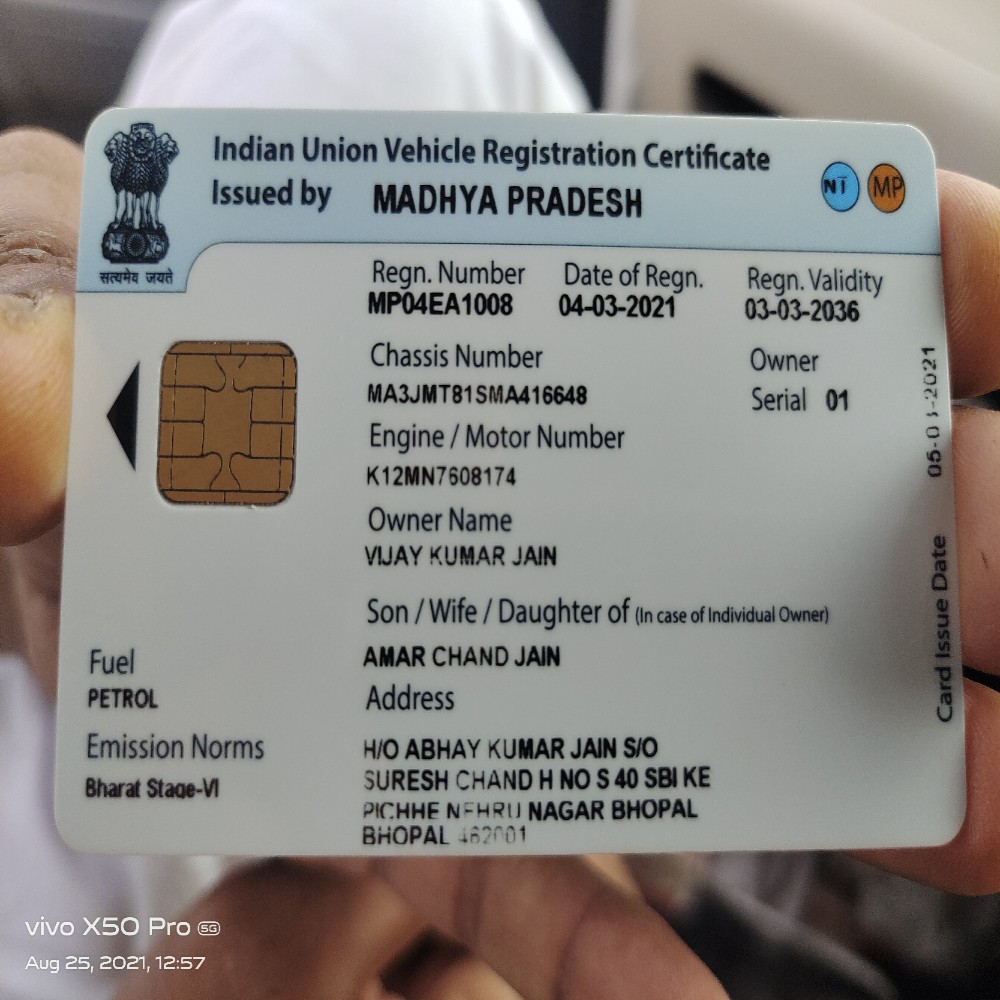 Indian Union Vehicle Registration Certificate
Issued by MADHYA PRADESH
NT MP
सत्यमेव जयते
Regn. Number Date of Regn. Regn. Validity
MP04EA1008 04-03-2021 03-03-2036
Chassis Number Owner
MA3JMT81SMA416648 Serial 01
Engine / Motor Number
K12MN7608174
Owner Name
VIJAY KUMAR JAIN
Son / Wife / Daughter of (In case of Individual Owner)
AMAR CHAND JAIN
Fuel
PETROL
Emission Norms
Bharat Stage-VI
Address
H/O ABHAY KUMAR JAIN S/O
SURESH CHAND H NO S 40 SBI KE
PICHHE NEHRU NAGAR BHOPAL
BHOPAL 462001
Card Issue Date
vivo X50 Pro 5G
Aug 25, 2021, 12:57